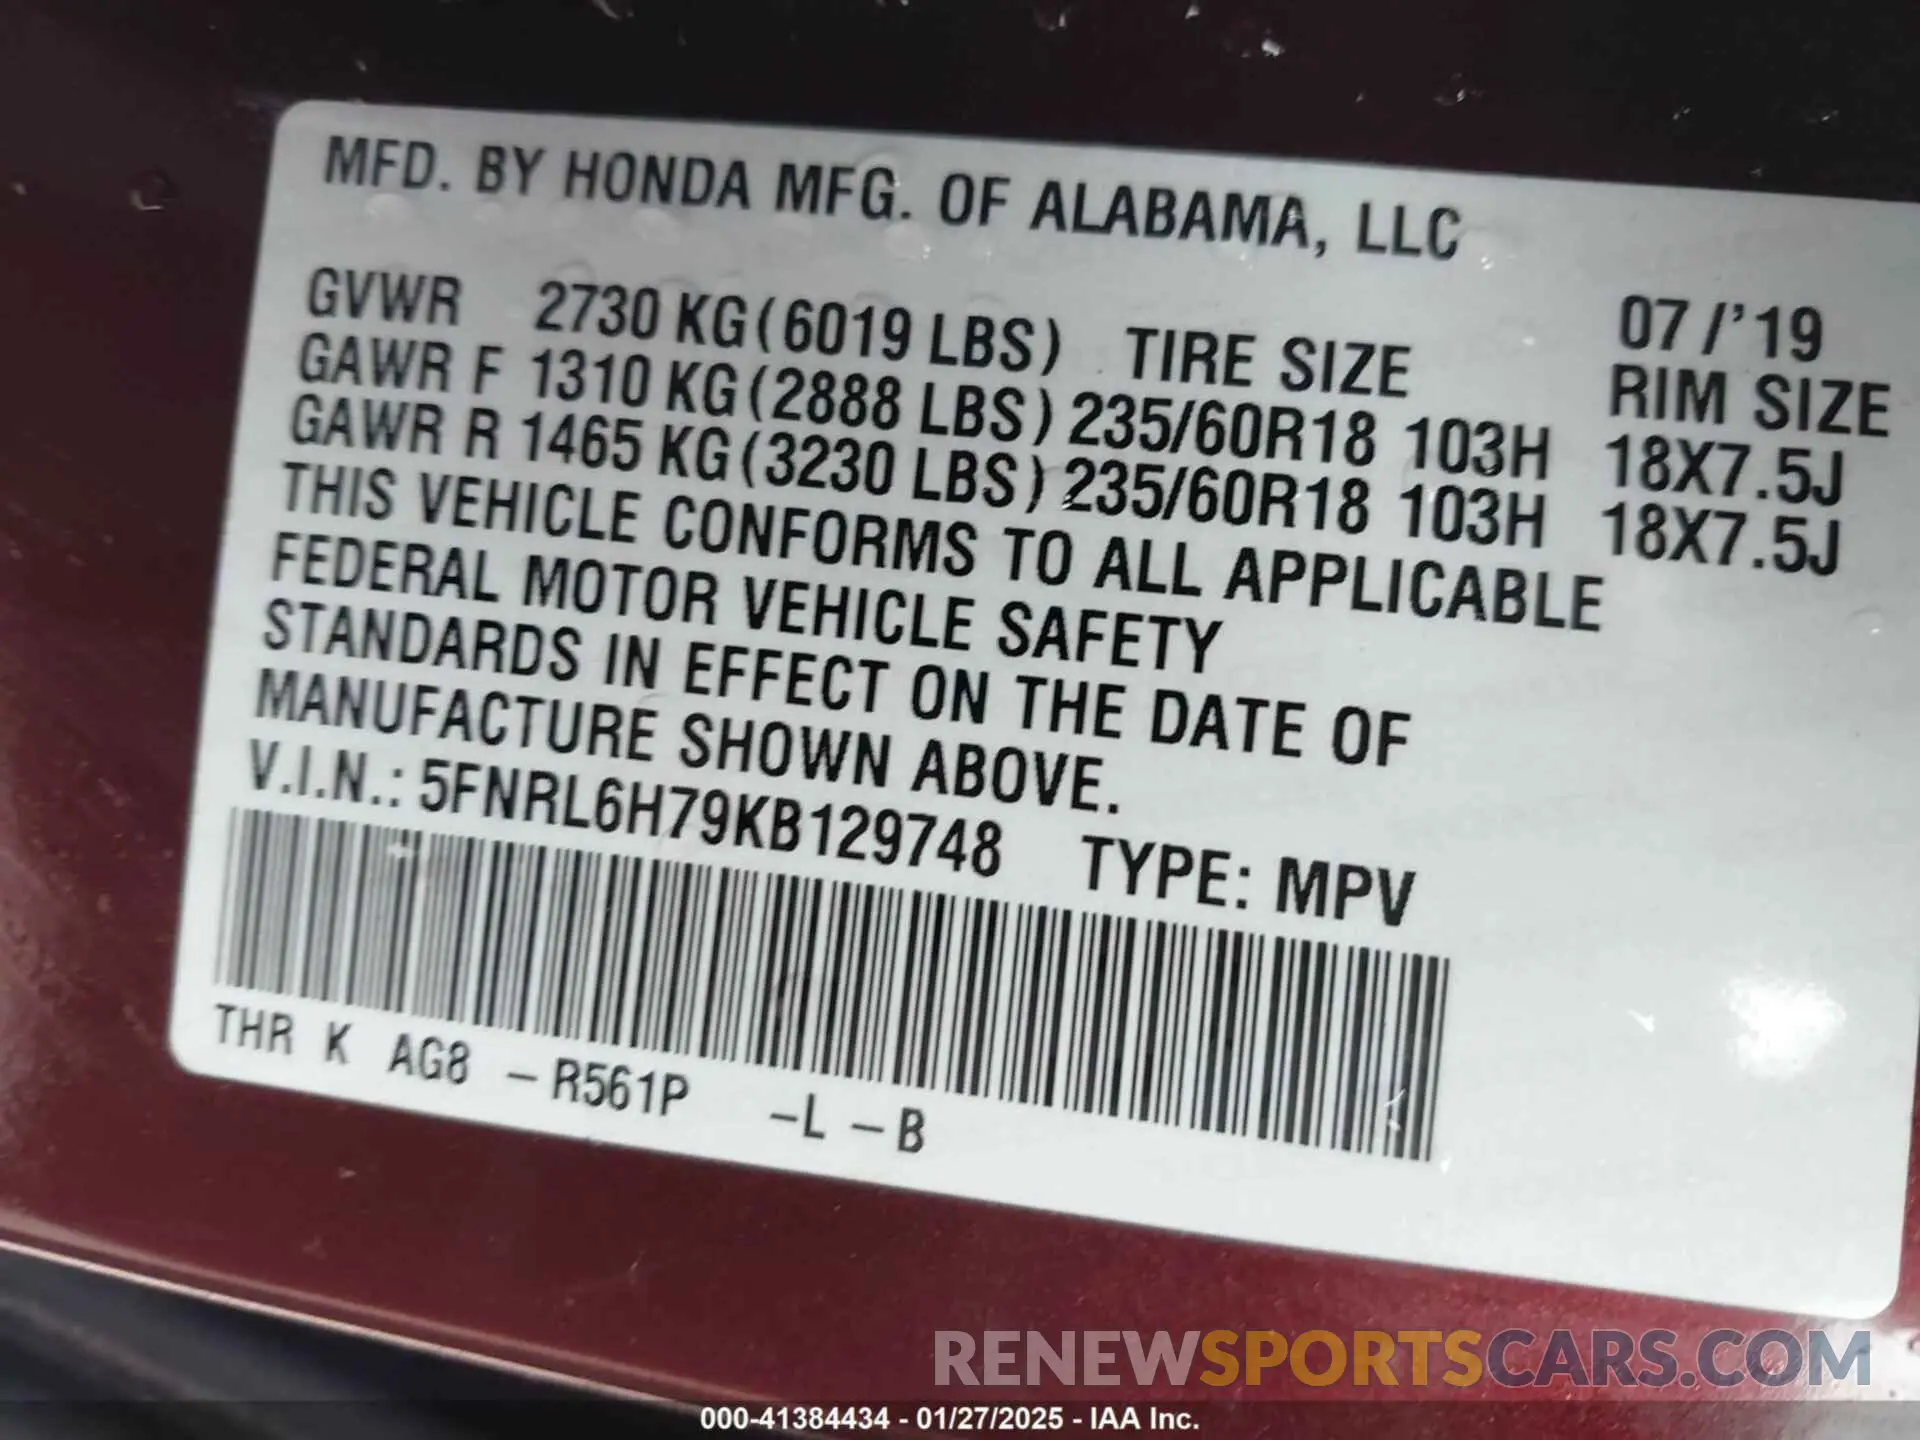 MFD. BY HONDA MFG. OF ALABAMA, LLC
07/'19
GVWR 2730 KG(6019 LBS) TIRE SIZE RIM SIZE
GAWR F 1310 KG(2888 LBS) 235/60R18 103H 18X7.5J
GAWR R 1465 KG(3230 LBS) 235/60R18 103H 18X7.5J
THIS VEHICLE CONFORMS TO ALL APPLICABLE
FEDERAL MOTOR VEHICLE SAFETY
STANDARDS IN EFFECT ON THE DATE OF
MANUFACTURE SHOWN ABOVE.
V.I.N.: 5FNRL6H79KB129748 TYPE: MPV
THR K AG8 –R561P –L –B
RENEWSPORTSCARS.COM
000-41384434 - 01/27/2025 - IAA Inc.